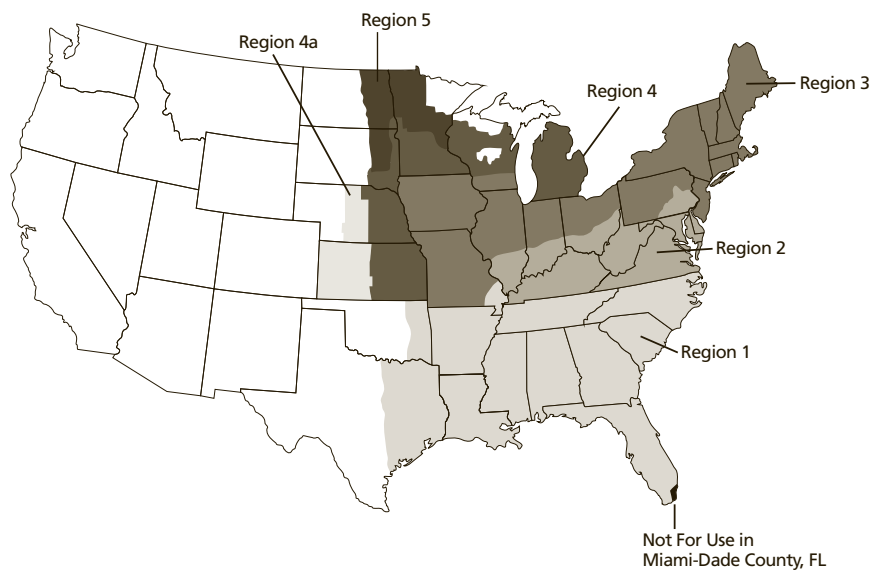 Region 5
Region 4a
Region 3
Region 4
Region 2
Region 1
Not For Use in
Miami-Dade County, FL